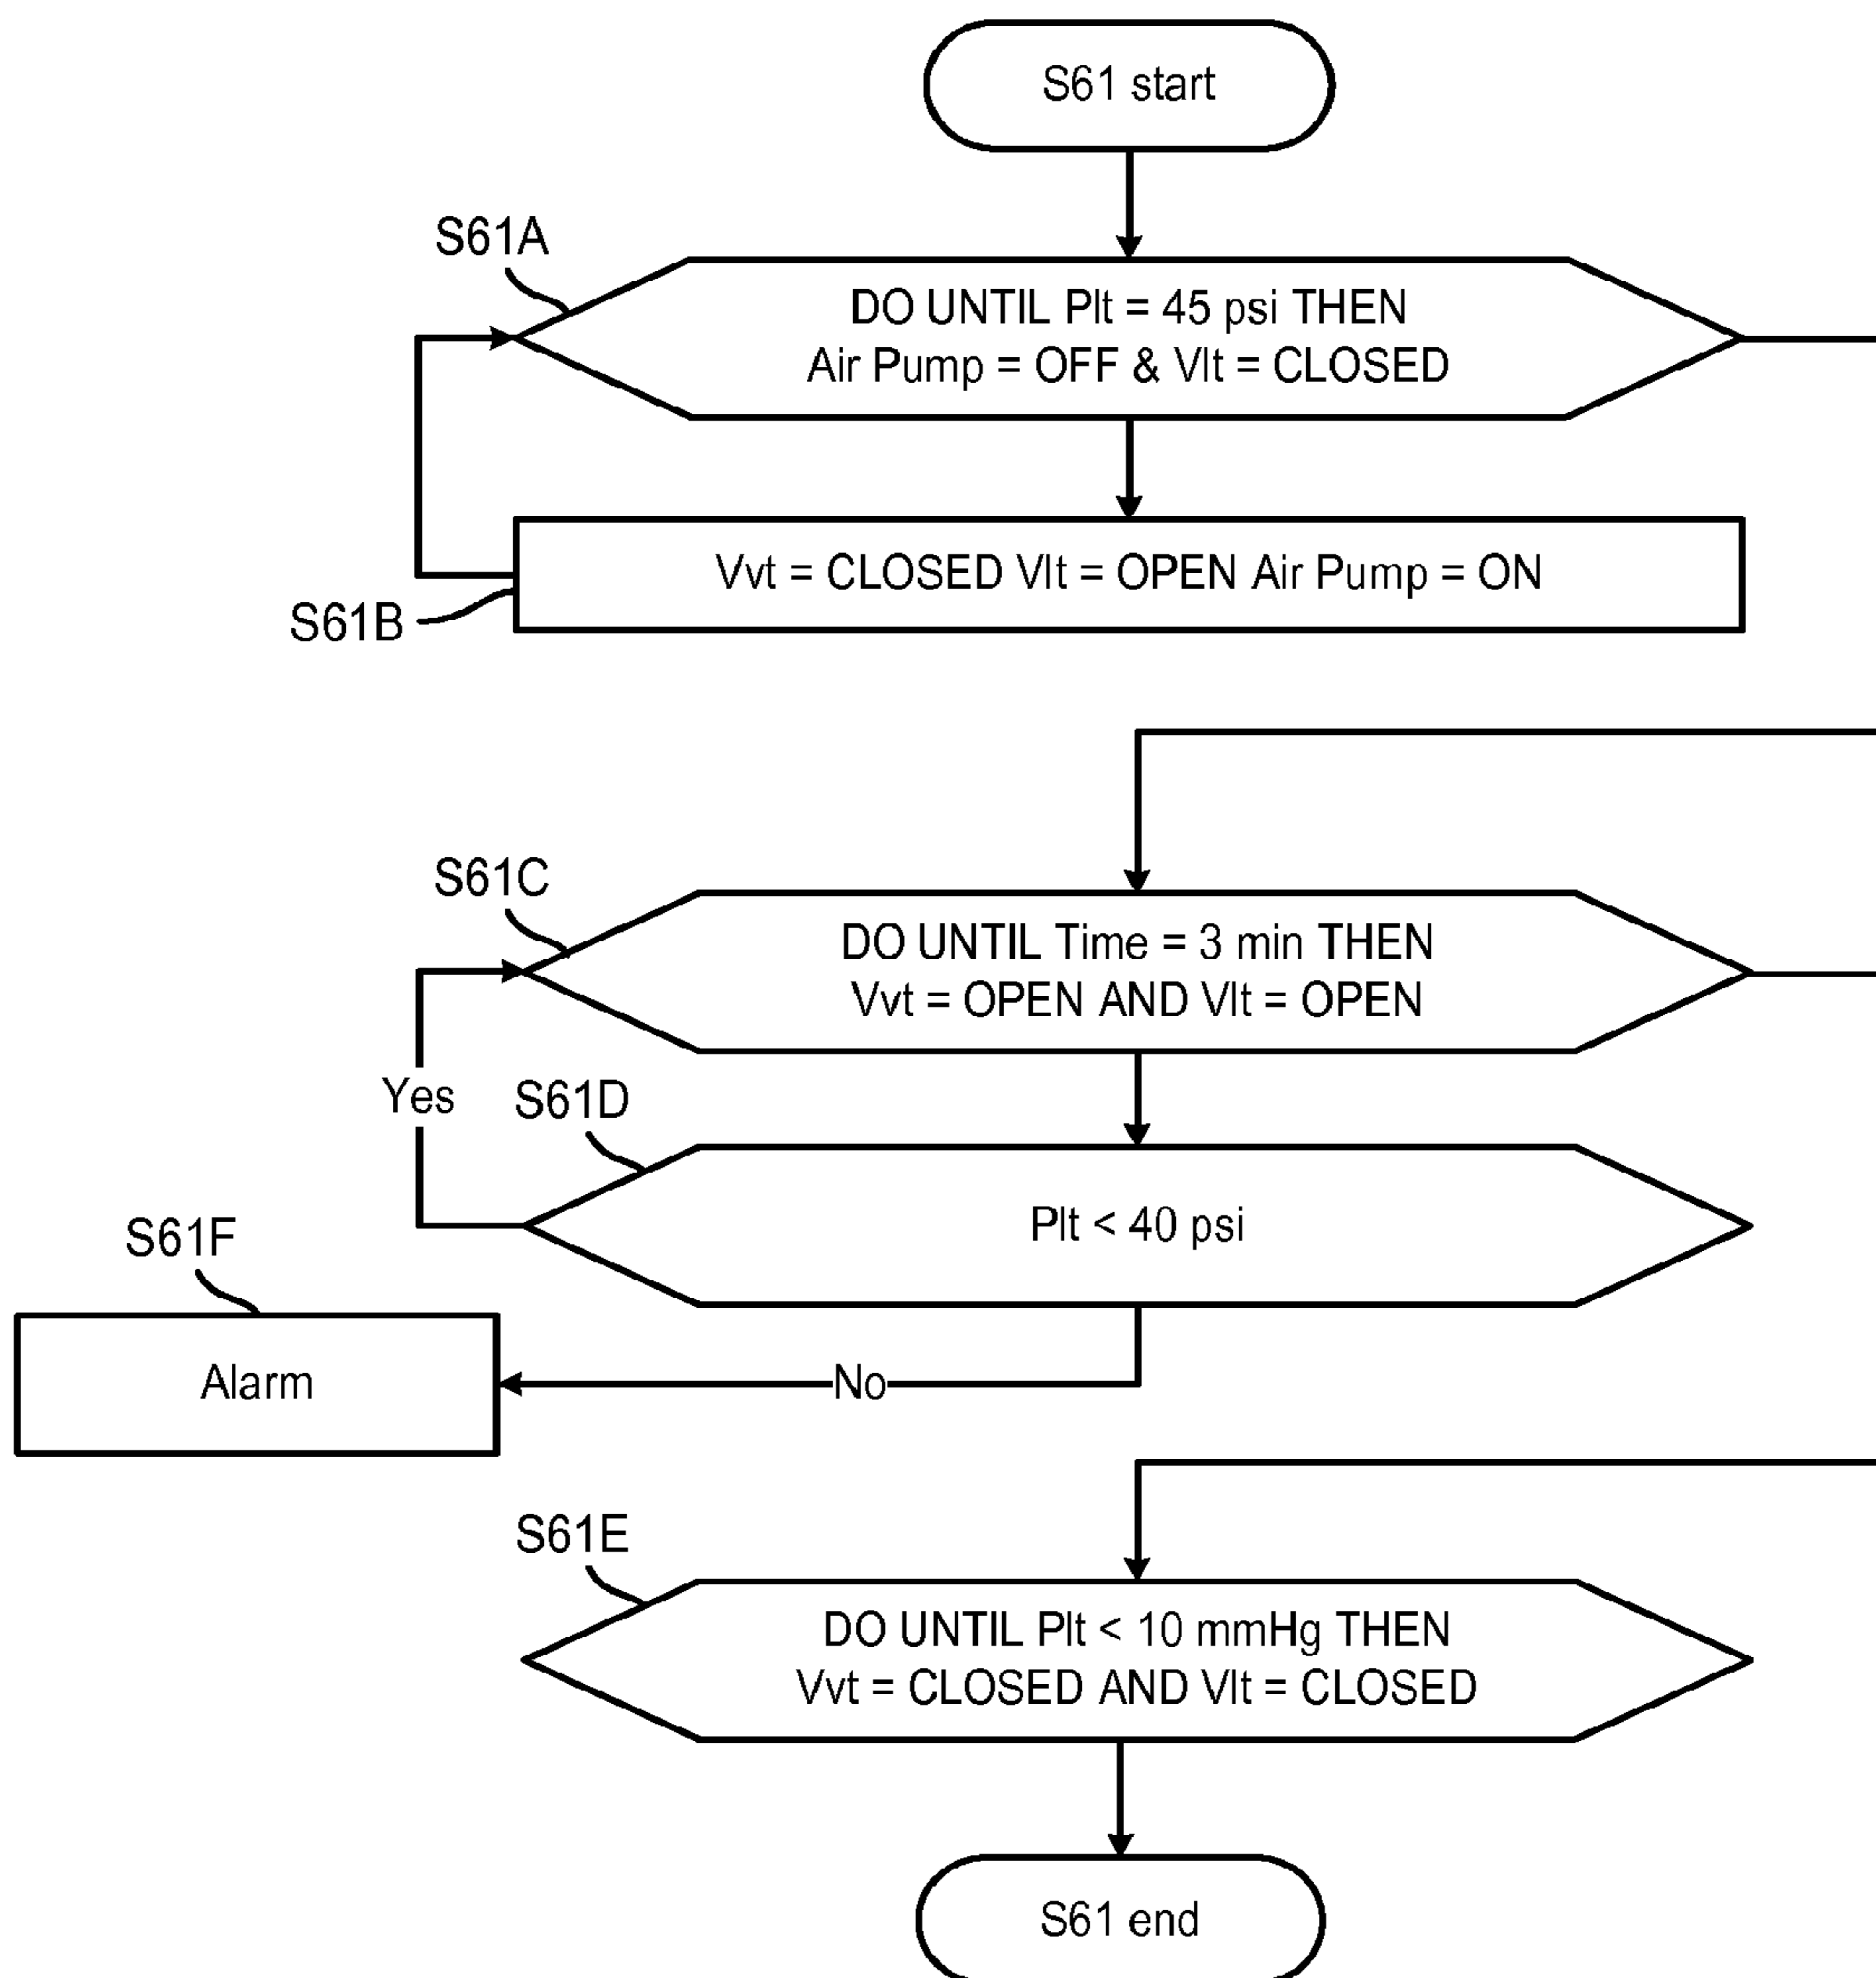 S61 start
S61A
DO UNTIL Plt = 45 psi THEN
Air Pump = OFF & Vlt = CLOSED
Vvt = CLOSED Vlt = OPEN Air Pump = ON
S61B
S61C
DO UNTIL Time = 3 min THEN
Vvt = OPEN AND Vlt = OPEN
Yes
S61D
Plt < 40 psi
S61F
Alarm
No
S61E
DO UNTIL Plt < 10 mmHg THEN
Vvt = CLOSED AND Vlt = CLOSED
S61 end